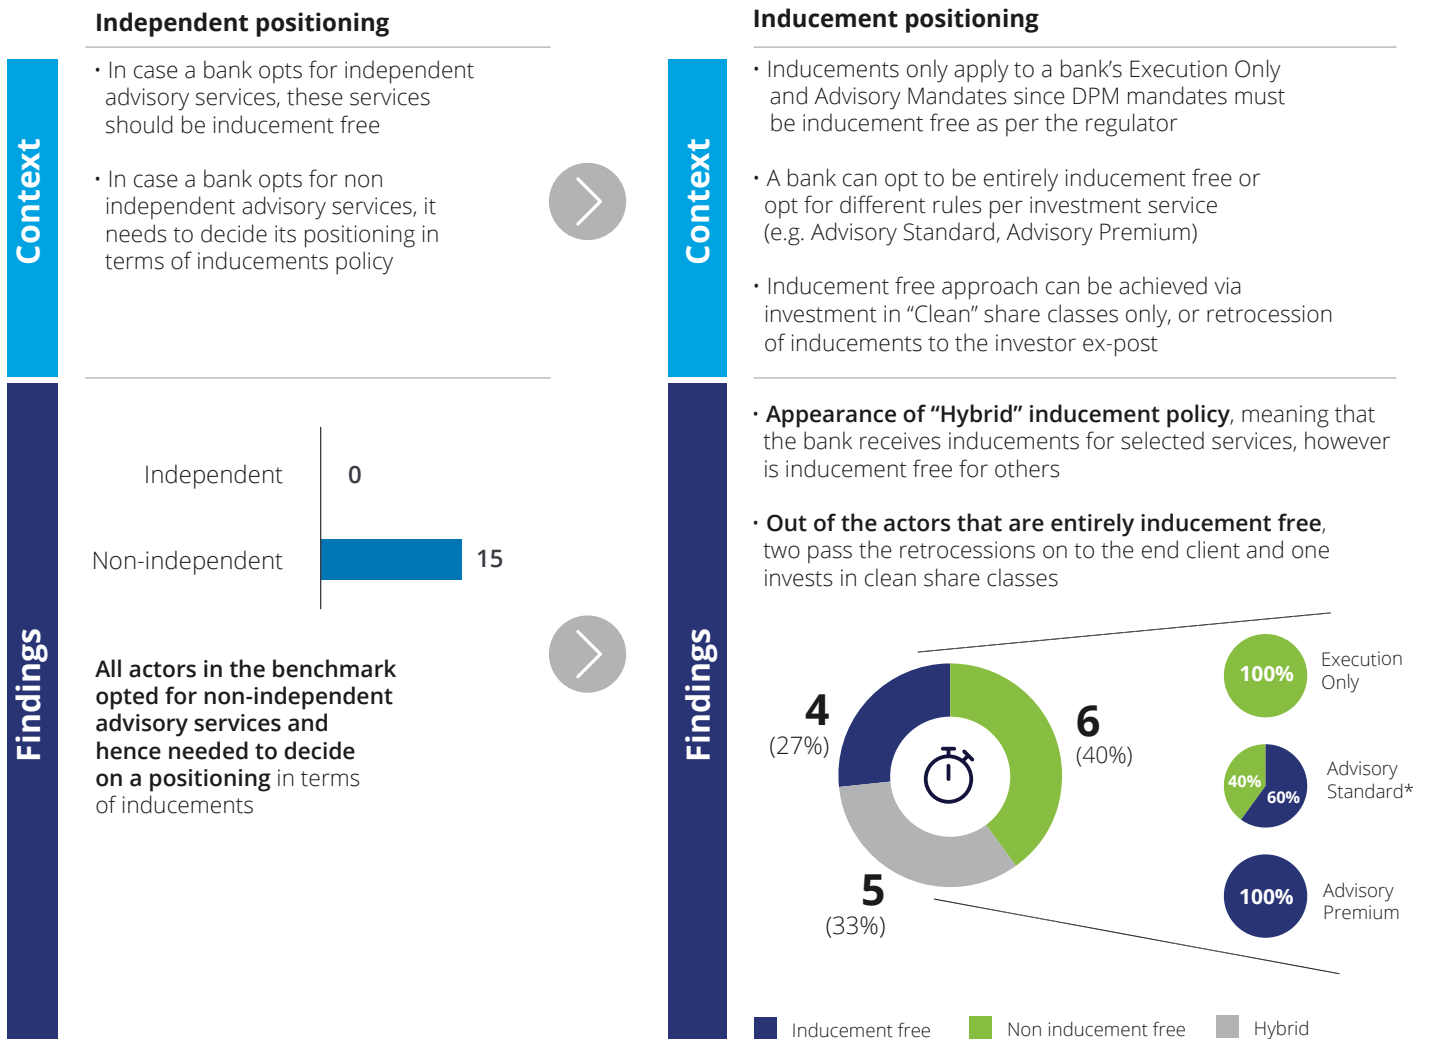 Independent positioning
Context
• In case a bank opts for independent
advisory services, these services
should be inducement free
• In case a bank opts for non
independent advisory services, it
needs to decide its positioning in
terms of inducements policy
Findings
Independent
0
Non-independent
15
All actors in the benchmark
opted for non-independent
advisory services and
hence needed to decide
on a positioning in terms
of inducements
Inducement positioning
Context
• Inducements only apply to a bank’s Execution Only
and Advisory Mandates since DPM mandates must
be inducement free as per the regulator
• A bank can opt to be entirely inducement free or
opt for different rules per investment service
(e.g. Advisory Standard, Advisory Premium)
• Inducement free approach can be achieved via
investment in “Clean” share classes only, or retrocession
of inducements to the investor ex-post
Findings
• Appearance of “Hybrid” inducement policy, meaning that
the bank receives inducements for selected services, however
is inducement free for others
• Out of the actors that are entirely inducement free,
two pass the retrocessions on to the end client and one
invests in clean share classes
4
(27%)
6
(40%)
5
(33%)
100%
Execution
Only
40%
60%
Advisory
Standard*
100%
Advisory
Premium
Inducement free
Non inducement free
Hybrid